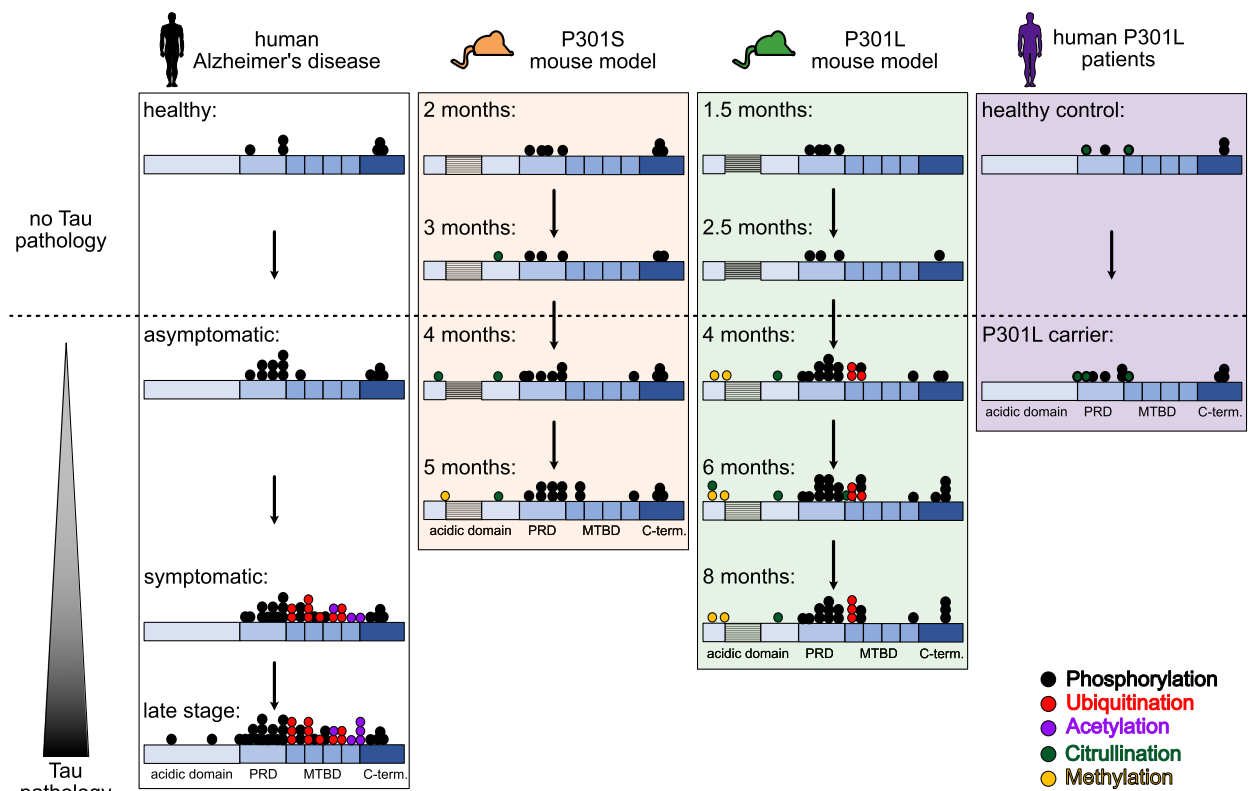 human
Alzheimer's disease
P301S
mouse model
P301L
mouse model
human P301L
patients
healthy:
2 months:
1.5 months:
healthy control:
no Tau
pathology
3 months:
2.5 months:
asymptomatic:
4 months:
4 months:
P301L carrier:
acidic domain PRD MTBD C-term.
5 months:
6 months:
acidic domain PRD MTBD C-term.
symptomatic:
8 months:
acidic domain PRD MTBD C-term.
late stage:
acidic domain PRD MTBD C-term.
Tau
pathology
Phosphorylation
Ubiquitination
Acetylation
Citrullination
Methylation